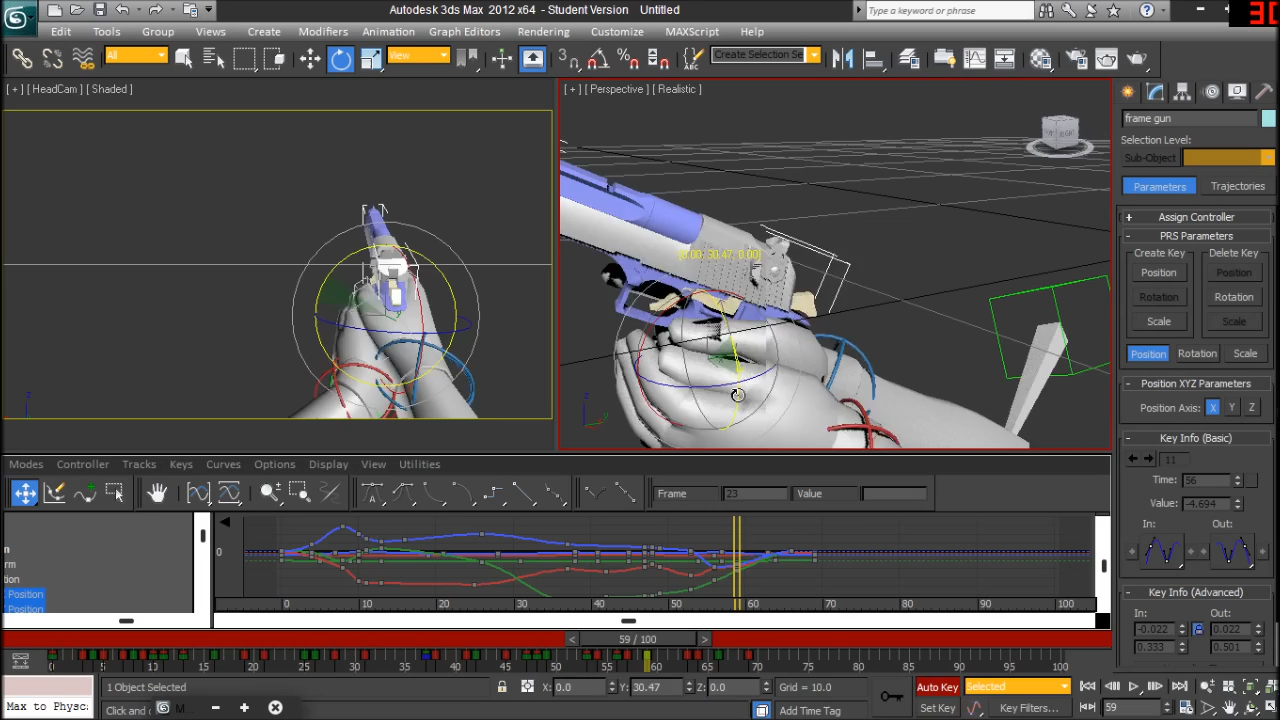 Autodesk 3ds Max 2012 x64 - Student Version Untitled
Type a keyword or phrase
3D
Edit Tools Group Views Create Modifiers Animation Graph Editors Rendering Customize MAXScript Help
All View Create Selection Se
[ + ] [ HeadCam ] [ Shaded ]
[ + ] [ Perspective ] [ Realistic ]
[0.00, 30.47, 0.00]
frame gun
Selection Level:
Sub-Object
Parameters Trajectories
+ Assign Controller
- PRS Parameters
Create Key Delete Key
Position Position
Rotation Rotation
Scale Scale
Position Rotation Scale
- Position XYZ Parameters
Position Axis: X Y Z
- Key Info (Basic)
11
Time: 56
Value: -4.694
In: Out:
- Key Info (Advanced)
In: Out:
-0.022 0.022
0.333 0.501
Modes Controller Tracks Keys Curves Options Display View Utilities
Frame 23 Value
m
rm
tion
Position
Position
0
0 10 20 30 40 50 60 70 80 90 100
< 59 / 100 >
0 5 10 15 20 25 30 35 40 45 50 55 60 65 70 75 80 85 90 95 100
1 Object Selected X: 0.0 Y: 30.47 Z: 0.0 Grid = 10.0 Auto Key Selected
Max to Physc Click and M Add Time Tag Set Key Key Filters... 59